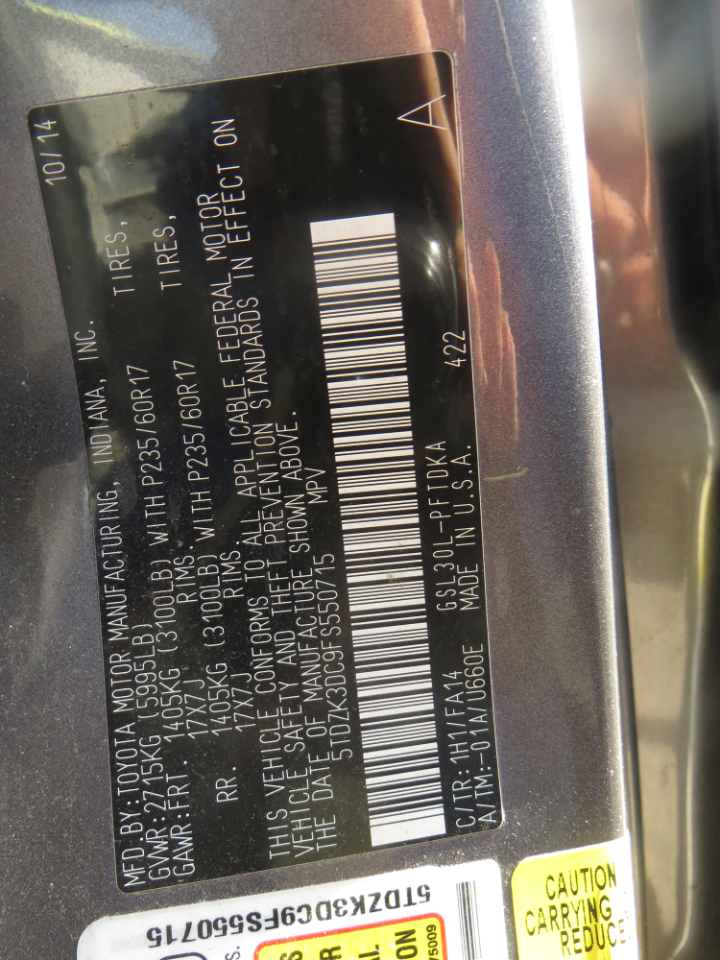 MFD.BY:TOYOTA MOTOR MANUFACTURING, INDIANA, INC. 10/14
GVWR:2715KG (5995LB)
GAWR:FRT. 1405KG (3100LB) WITH P235/60R17 TIRES,
17X7J RIMS.
RR. 1405KG (3100LB) WITH P235/60R17 TIRES,
17X7J RIMS.
THIS VEHICLE CONFORMS TO ALL APPLICABLE FEDERAL MOTOR
VEHICLE SAFETY AND THEFT PREVENTION STANDARDS IN EFFECT ON
THE DATE OF MANUFACTURE SHOWN ABOVE.
5TDZK3DC9FS550715 MPV
A
C/TR:1H1/FA14 GSL30L-PFTDKA 422
A/TM:-01A/U660E MADE IN U.S.A.
5TDZK3DC9FS550715
S.
75009
S
R
AL.
ON
CAUTION
CARRYING
REDUCE